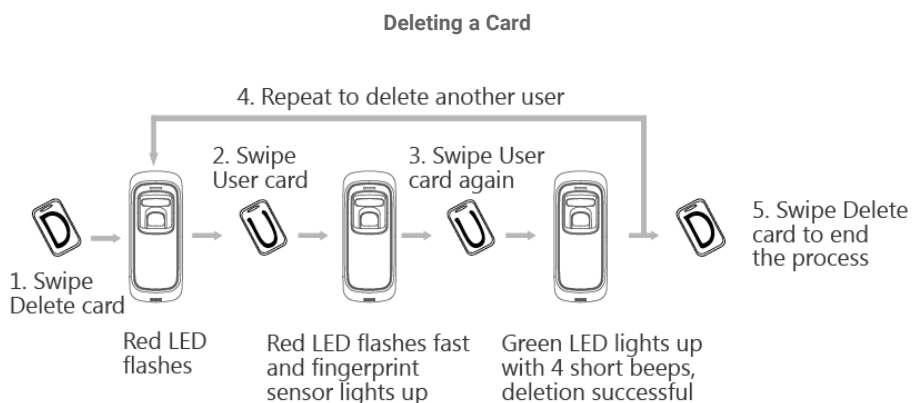 Deleting a Card
4. Repeat to delete another user
2. Swipe
User card
3. Swipe User
card again
D
U
U
D
1. Swipe
Delete card
5. Swipe Delete
card to end
the process
Red LED
flashes
Red LED flashes fast
and fingerprint
sensor lights up
Green LED lights up
with 4 short beeps,
deletion successful